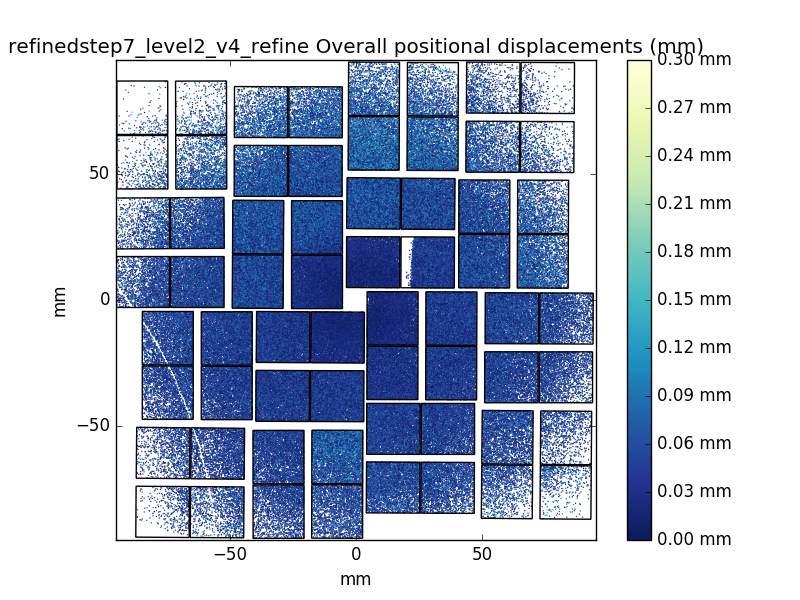 refinedstep7_level2_v4_refine Overall positional displacements (mm)
0.30 mm
0.27 mm
0.24 mm
0.21 mm
0.18 mm
0.15 mm
0.12 mm
0.09 mm
0.06 mm
0.03 mm
0.00 mm
50
0
−50
mm
−50
0
50
mm